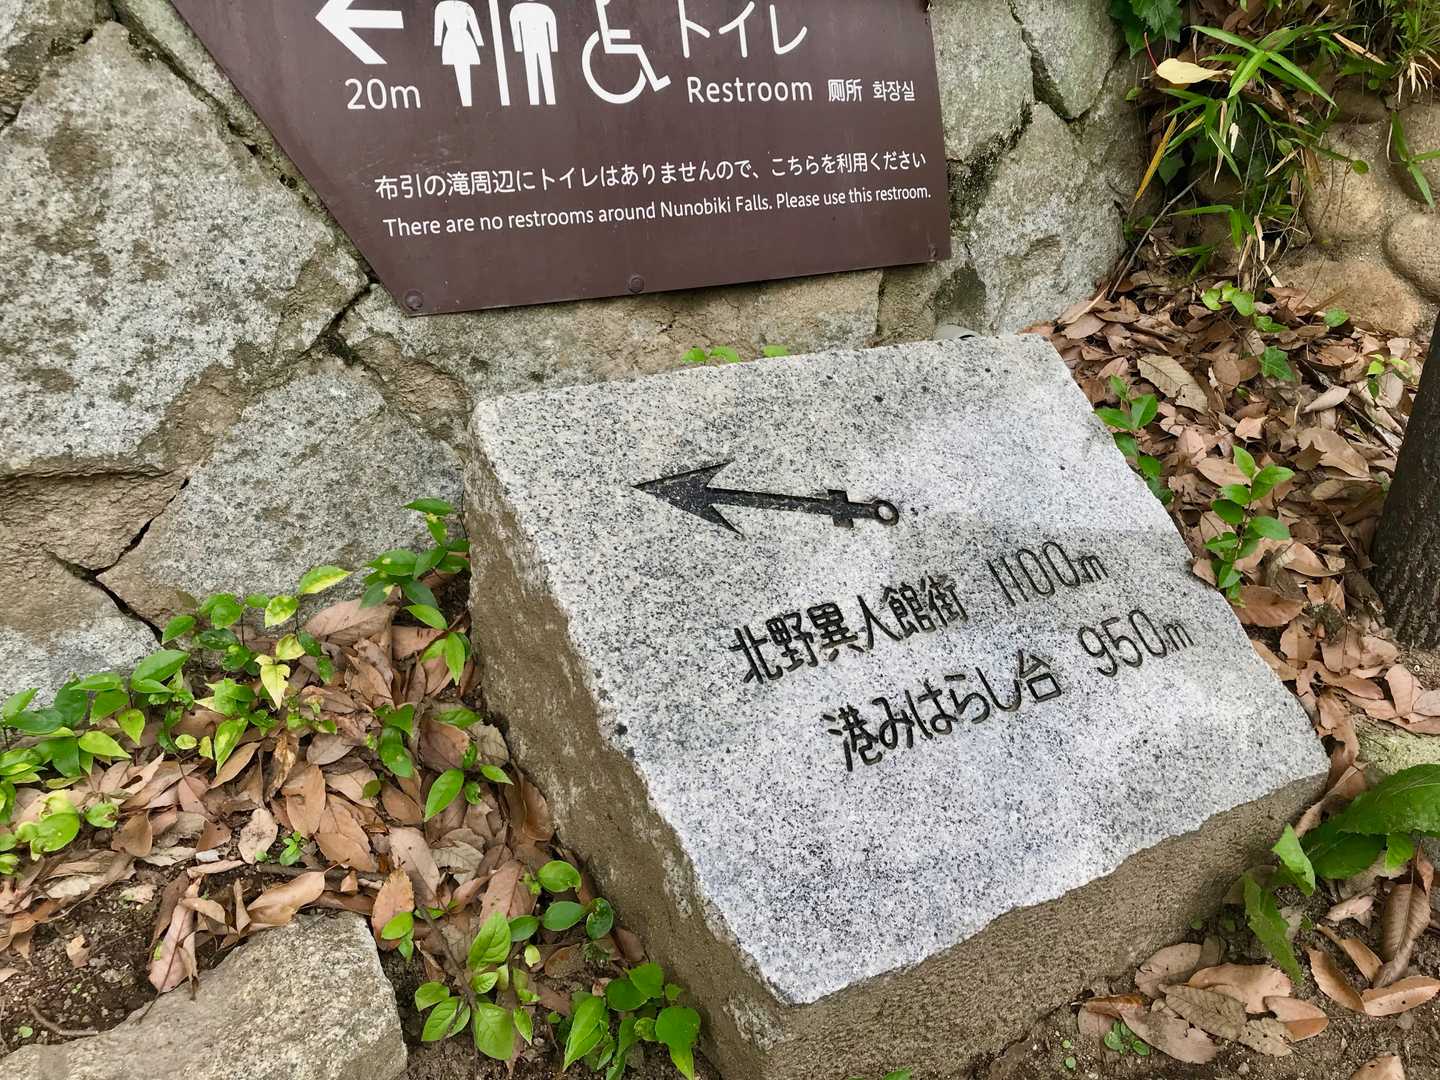 トイレ
20m Restroom 厕所 화장실
布引の滝周辺にトイレはありませんので、こちらを利用ください
There are no restrooms around Nunobiki Falls. Please use this restroom.
北野異人館街 1100m
港みはらし台 950m